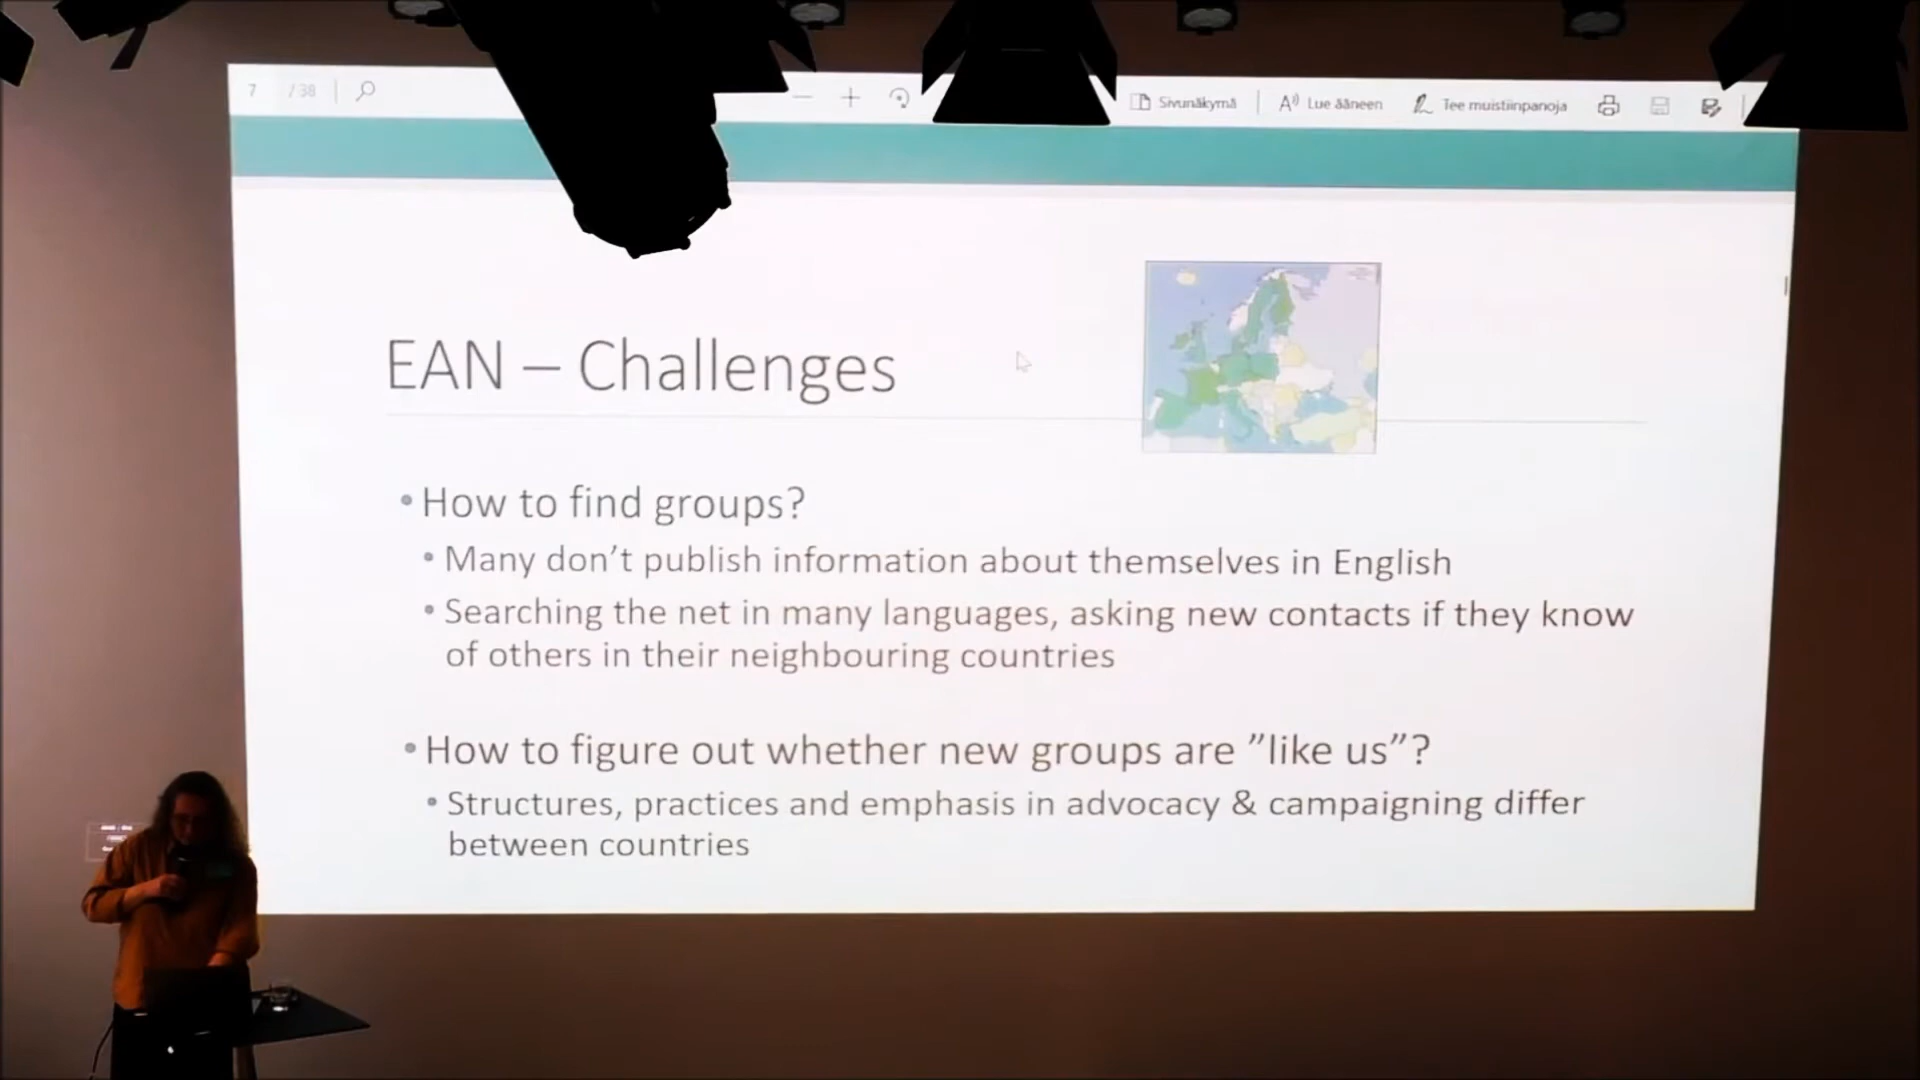 7 / 38 Sivunäkymä Lue ääneen Tee muistiinpanoja
EAN – Challenges
• How to find groups?
• Many don’t publish information about themselves in English
• Searching the net in many languages, asking new contacts if they know
of others in their neighbouring countries
• How to figure out whether new groups are ”like us”?
• Structures, practices and emphasis in advocacy & campaigning differ
between countries